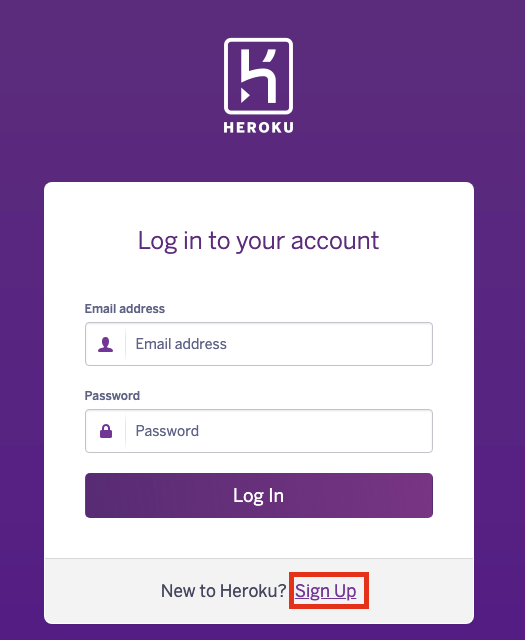 HEROKU
Log in to your account
Email address
Email address
Password
Password
Log In
New to Heroku? Sign Up